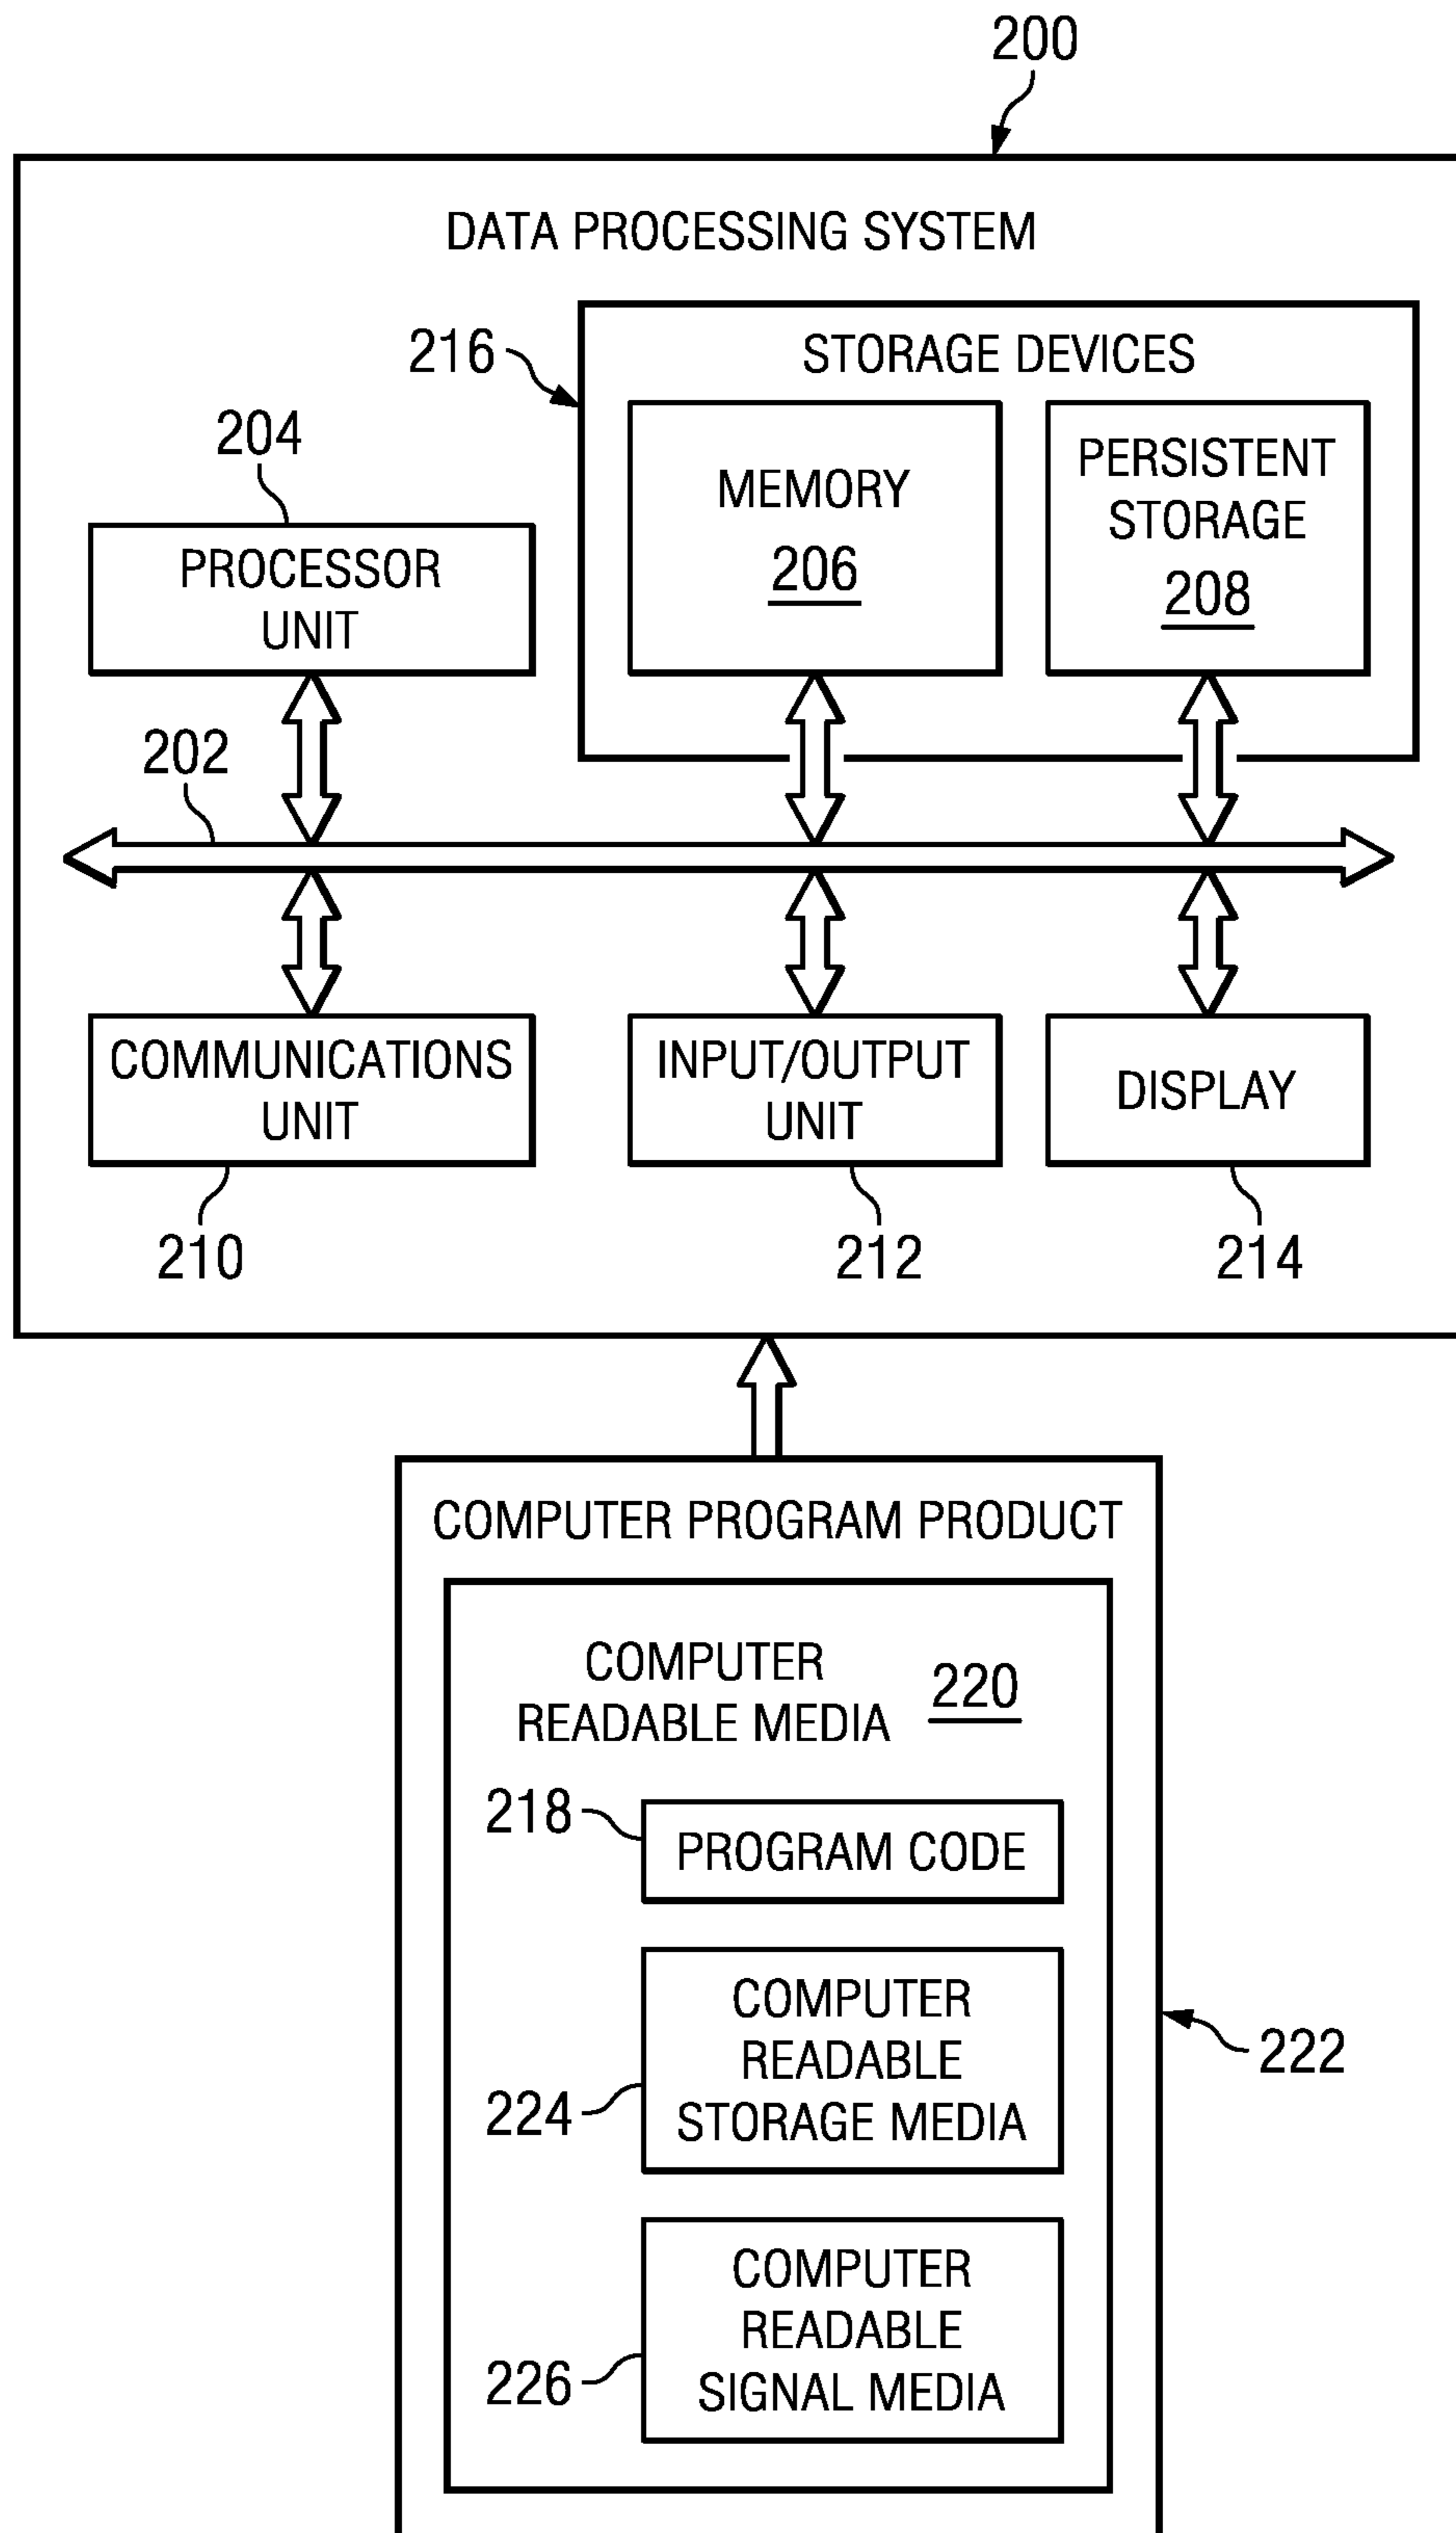 200
DATA PROCESSING SYSTEM
216
STORAGE DEVICES
204
MEMORY
206
PERSISTENT
STORAGE
208
PROCESSOR
UNIT
202
COMMUNICATIONS
UNIT
INPUT/OUTPUT
UNIT
DISPLAY
210
212
214
COMPUTER PROGRAM PRODUCT
COMPUTER
READABLE MEDIA
220
218
PROGRAM CODE
COMPUTER
READABLE
STORAGE MEDIA
224
222
COMPUTER
READABLE
SIGNAL MEDIA
226